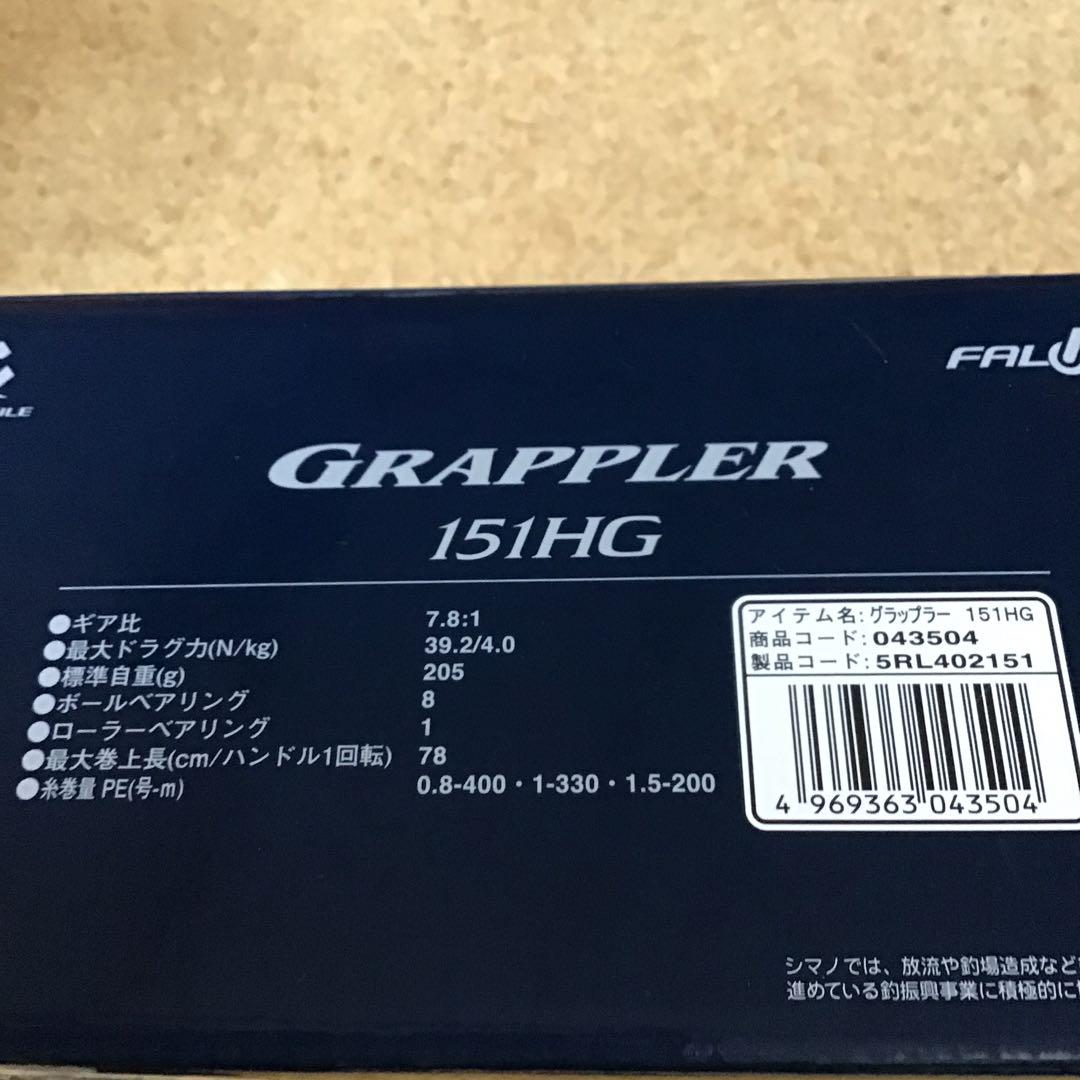 GRAPPLER
151HG
●ギア比 7.8:1
●最大ドラグ力(N/kg) 39.2/4.0
●標準自重(g) 205
●ボールベアリング 8
●ローラーベアリング 1
●最大巻上長(cm/ハンドル1回転) 78
●糸巻量 PE(号-m) 0.8-400・1-330・1.5-200
アイテム名:グラップラー 151HG
商品コード:043504
製品コード:5RL402151
4 969363 043504
シマノでは、放流や釣場造成など
進めている釣振興事業に積極的に